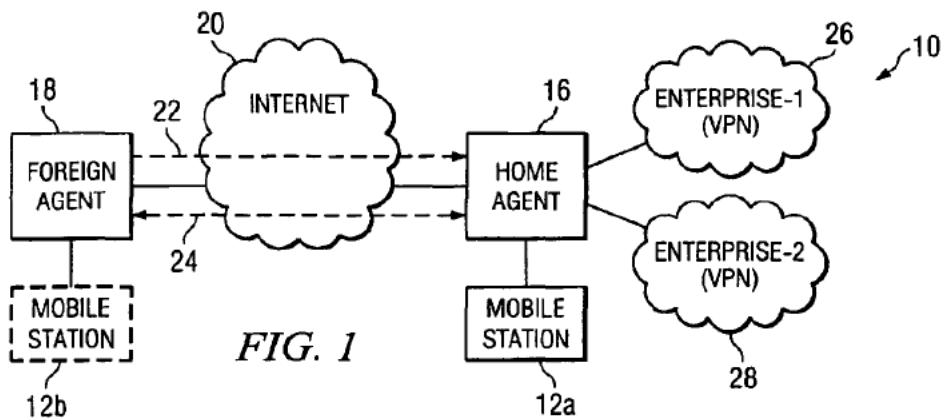 20
26
10
18
INTERNET
16
ENTERPRISE-1
(VPN)
22
FOREIGN
AGENT
HOME
AGENT
24
ENTERPRISE-2
(VPN)
MOBILE
STATION
FIG. 1
MOBILE
STATION
28
12b
12a